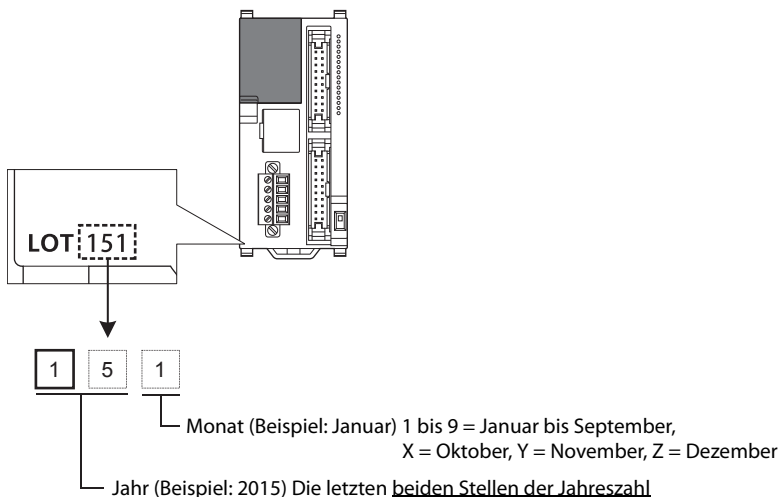 LOT 151
1 5 1
Monat (Beispiel: Januar) 1 bis 9 = Januar bis September,
X = Oktober, Y = November, Z = Dezember
Jahr (Beispiel: 2015) Die letzten beiden Stellen der Jahreszahl